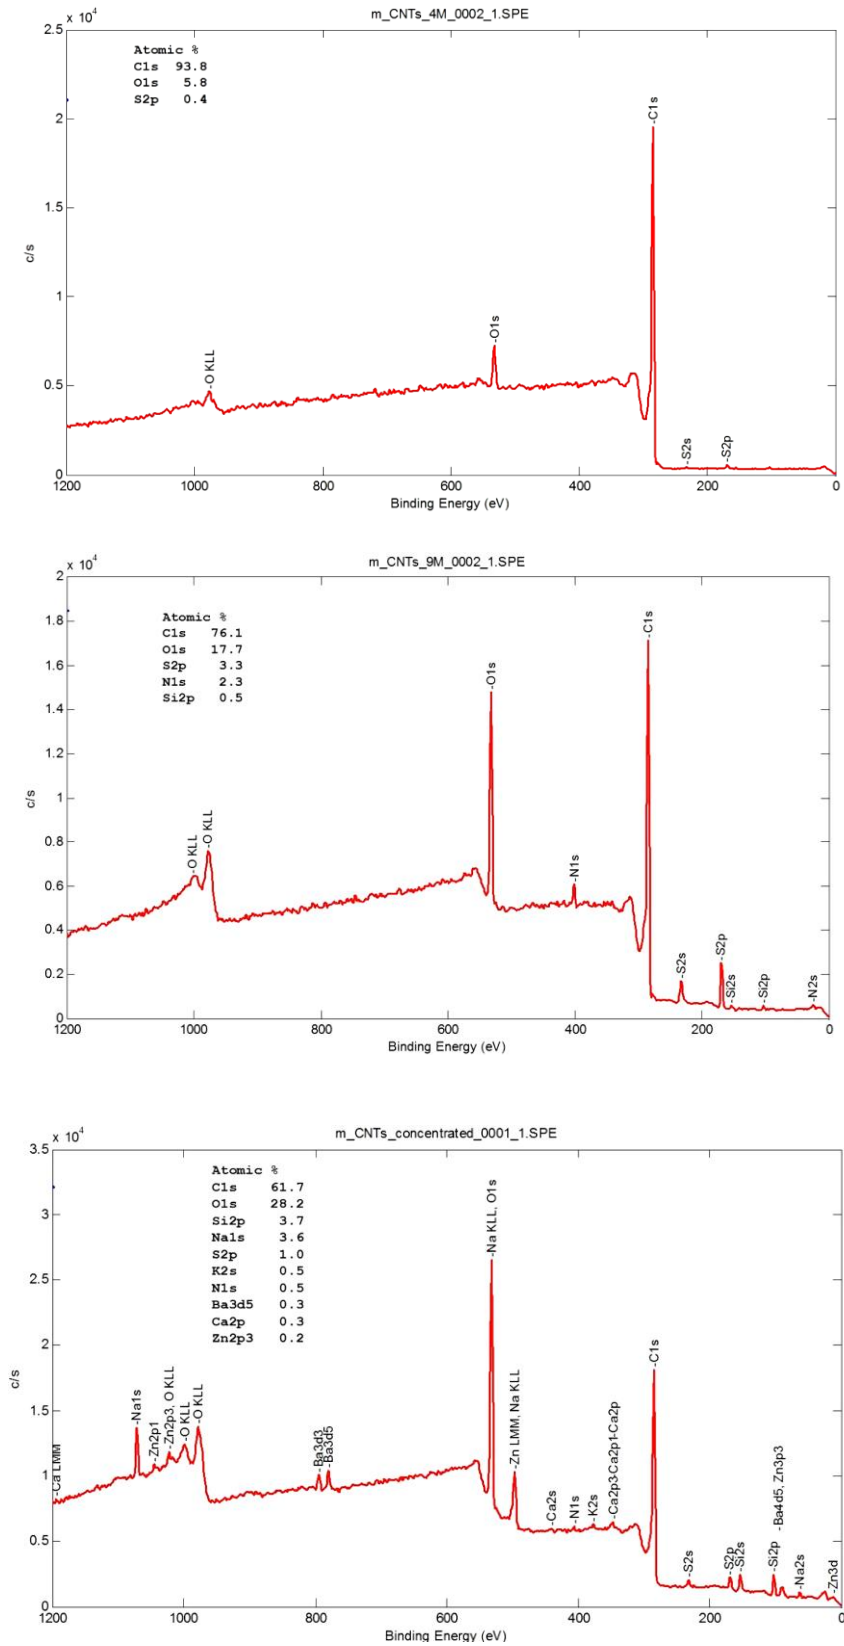 m_CNTs_4M_0002_1.SPE
x 10^4
2.5
2
1.5
1
0.5
0
c/s
Atomic %
C1s 93.8
O1s 5.8
S2p 0.4
-O KLL
-O1s
-C1s
-S2s
-S2p
1200 1000 800 600 400 200 0
Binding Energy (eV)
m_CNTs_9M_0002_1.SPE
x 10^4
2
1.8
1.6
1.4
1.2
1
0.8
0.6
0.4
0.2
0
c/s
Atomic %
C1s 76.1
O1s 17.7
S2p 3.3
N1s 2.3
Si2p 0.5
-O KLL
-O KLL
-O1s
-N1s
-C1s
-S2s
-S2p
-Si2s
-Si2p
-N2s
1200 1000 800 600 400 200 0
Binding Energy (eV)
m_CNTs_concentrated_0001_1.SPE
x 10^4
3.5
3
2.5
2
1.5
1
0.5
0
c/s
Atomic %
C1s 61.7
O1s 28.2
Si2p 3.7
Na1s 3.6
S2p 1.0
K2s 0.5
N1s 0.5
Ba3d5 0.3
Ca2p 0.3
Zn2p3 0.2
-Ca LMM
-Na1s
-Zn2p1
-Zn2p3, O KLL
-O KLL
-O KLL
-Ba3d3
-Ba3d5
-Na KLL, O1s
-Zn LMM, Na KLL
-Ca2s
-N1s
-K2s
-Ca2p3-Ca2p1-Ca2p
-C1s
-S2s
-S2p
-Si2s
-Si2p
-Ba4d5, Zn3p3
-Na2s
-Zn3d
1200 1000 800 600 400 200 0
Binding Energy (eV)